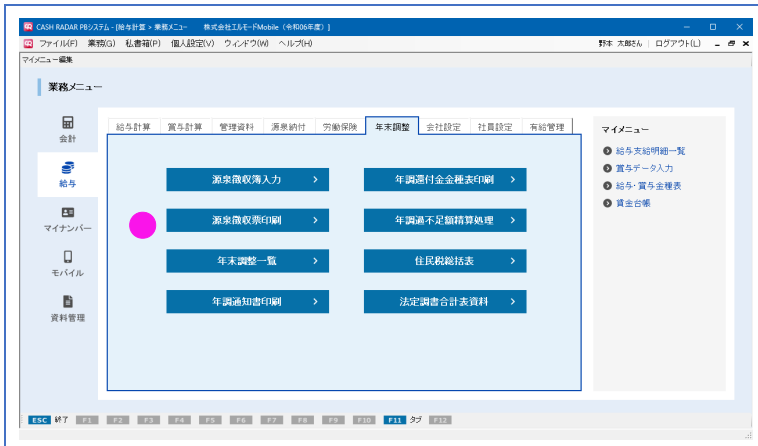 CASH RADAR PBシステム - [給与計算 > 業務メニュー　株式会社エルモードMobile（令和06年度）]
ファイル(F)　業務(G)　私書箱(P)　個人設定(V)　ウィンドウ(W)　ヘルプ(H)　野本 太郎さん　ログアウト(L)
マイメニュー編集
業務メニュー
会計
給与
マイナンバー
モバイル
資料管理
給与計算　賞与計算　管理資料　源泉納付　労働保険　年末調整　会社設定　社員設定　有給管理
源泉徴収簿入力　年調還付金金種表印刷
源泉徴収票印刷　年調過不足額精算処理
年末調整一覧　住民税総括表
年調通知書印刷　法定調書合計表資料
マイメニュー
給与支給明細一覧
賞与データ入力
給与・賞与金種表
賃金台帳
ESC 終了 F1 F2 F3 F4 F5 F6 F7 F8 F9 F10 F11 タブ F12